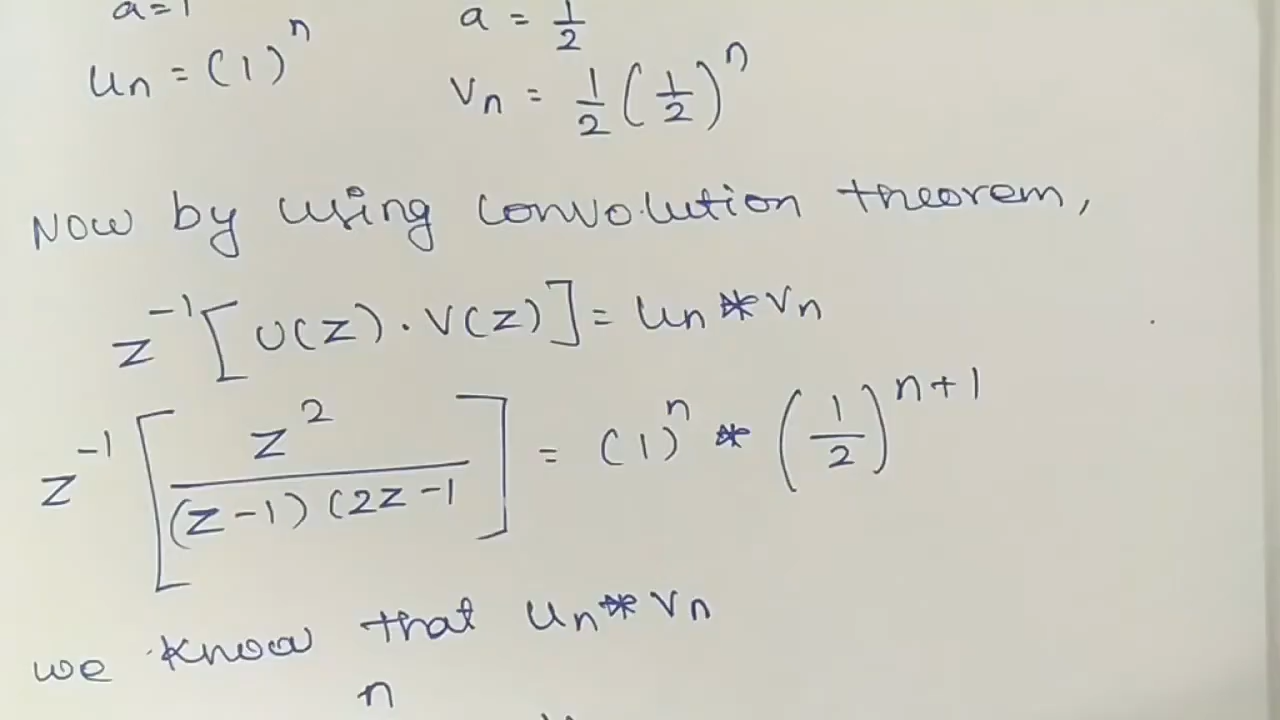 a=1 a = 1/2
un = (1)^n vn = 1/2 (1/2)^n
Now by using convolution theorem,
z^-1 [U(z) . V(z)] = un * vn
z^-1 [z^2 / (z-1) (2z-1] = (1)^n * (1/2)^n+1
we know that un * vn
n